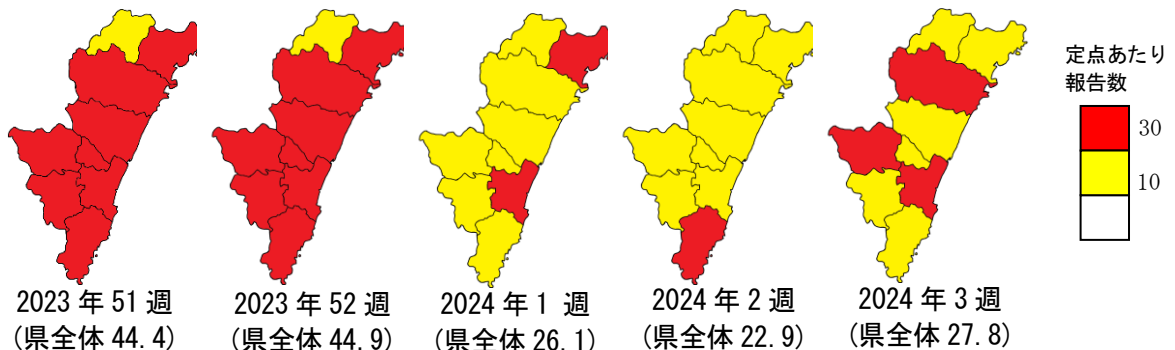 定点あたり
報告数
30
10
2023年51週
(県全体44.4)
2023年52週
(県全体44.9)
2024年1 週
(県全体26.1)
2024年2週
(県全体22.9)
2024年3週
(県全体27.8)